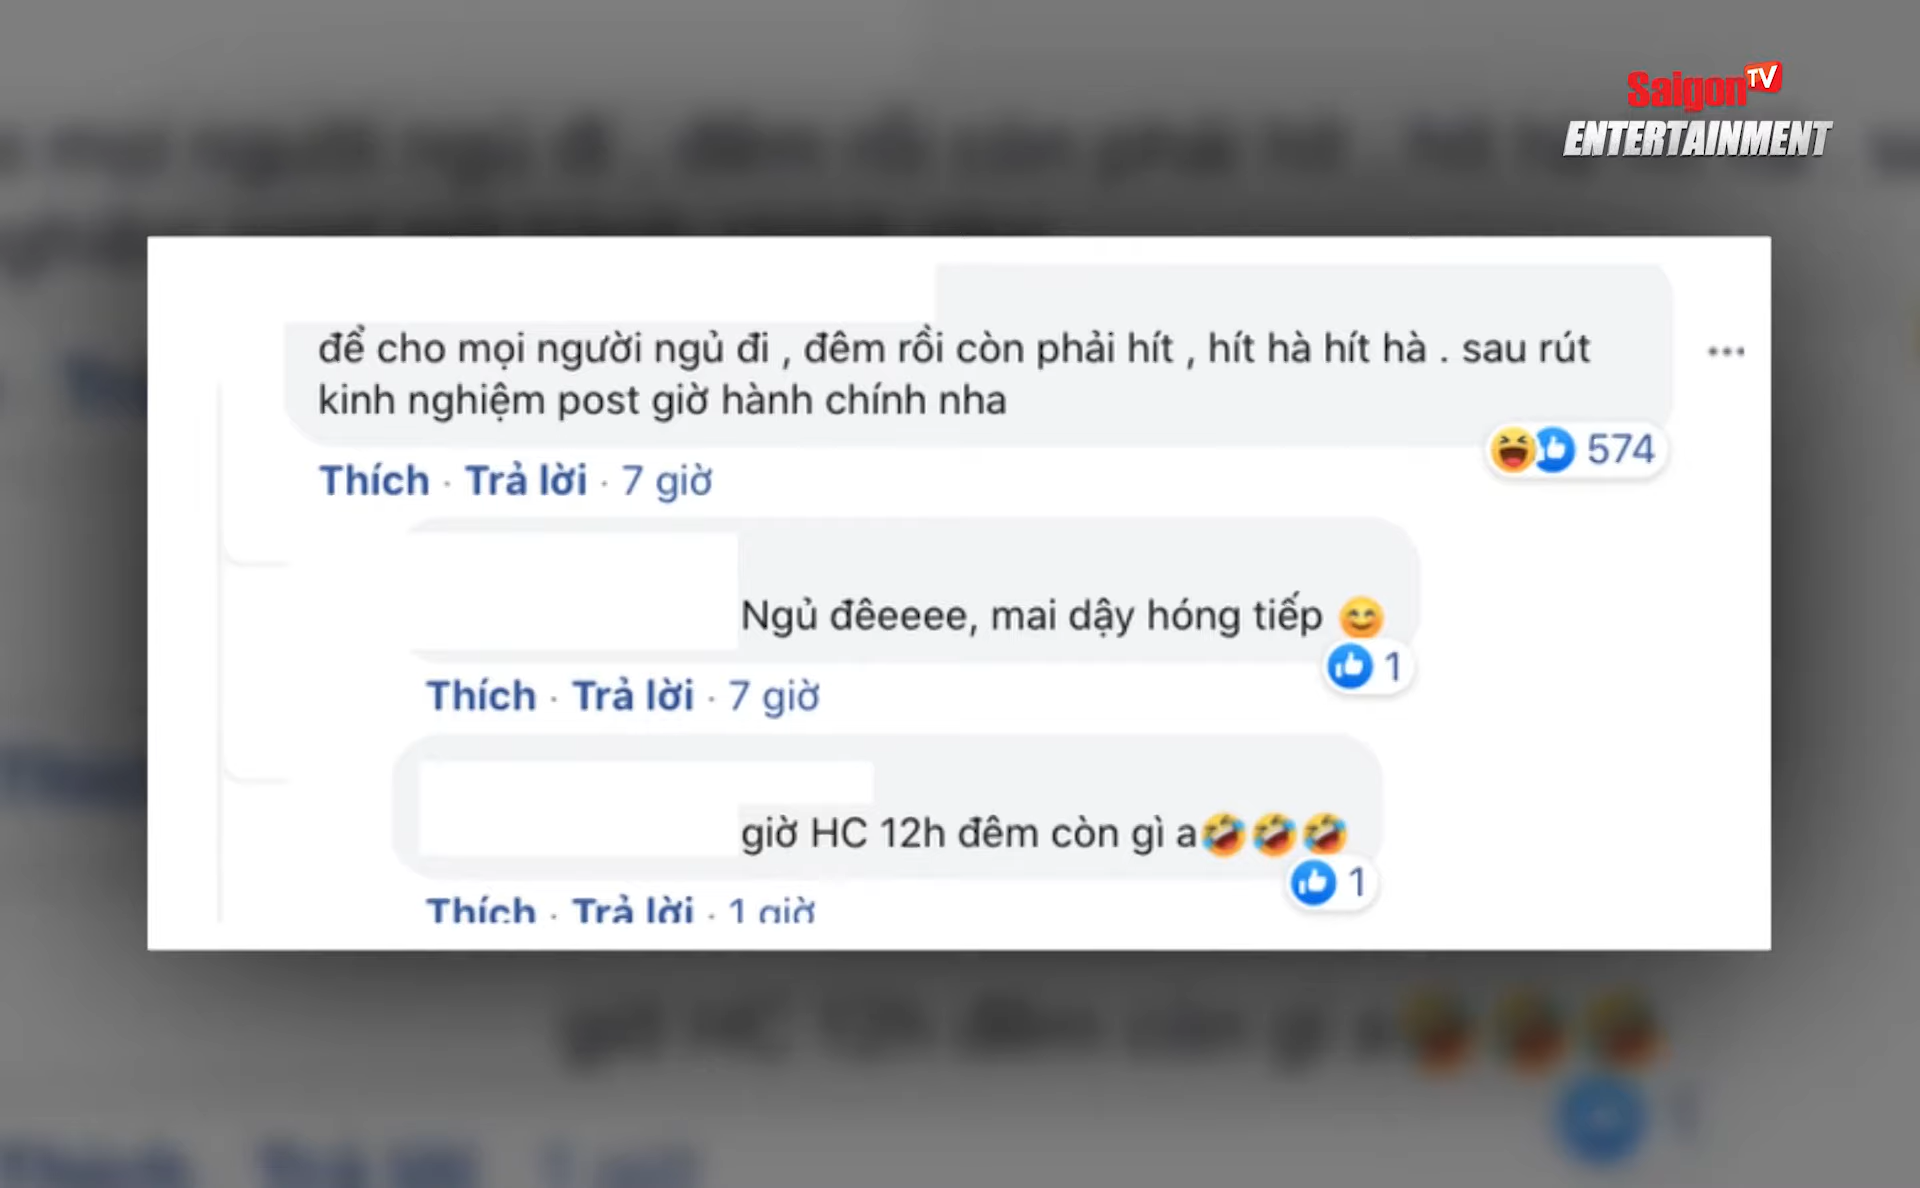 Saigon TV
ENTERTAINMENT
để cho mọi người ngủ đi , đêm rồi còn phải hít , hít hà hít hà . sau rút
kinh nghiệm post giờ hành chính nha
574
Thích · Trả lời · 7 giờ
Ngủ đêeeee, mai dậy hóng tiếp 😊
1
Thích · Trả lời · 7 giờ
giờ HC 12h đêm còn gì a🤣🤣🤣
1
Thích · Trả lời · 1 giờ